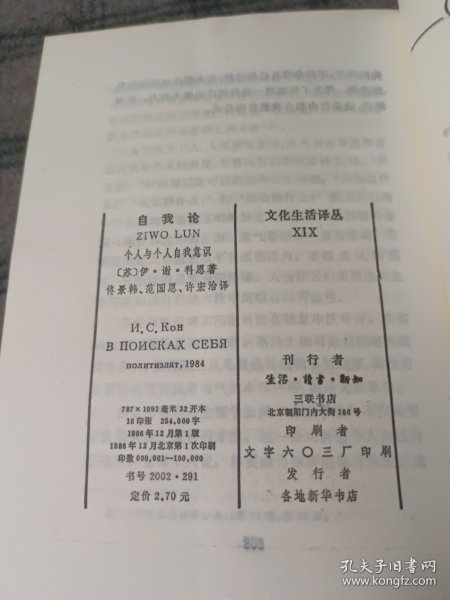 自我论
ZIWO LUN
个人与个人自我意识
〔苏〕伊·谢·科恩著
佟景韩、范国恩、许宏治译
И. С. Кон
В ПОИСКАХ СЕБЯ
политиздат, 1984
787×1092毫米32开本
16印张 254,000字
1986年12月第1版
1986年12月北京第1次印刷
印数000,001—100,000
书号 2002·291
定价 2.70 元
文化生活译丛
XIX
刊行者
生活·讀書·新知
三联书店
北京朝阳门内大街166号
印刷者
文字六〇三厂印刷
发行者
各地新华书店
孔夫子旧书网
www.kongfz.com